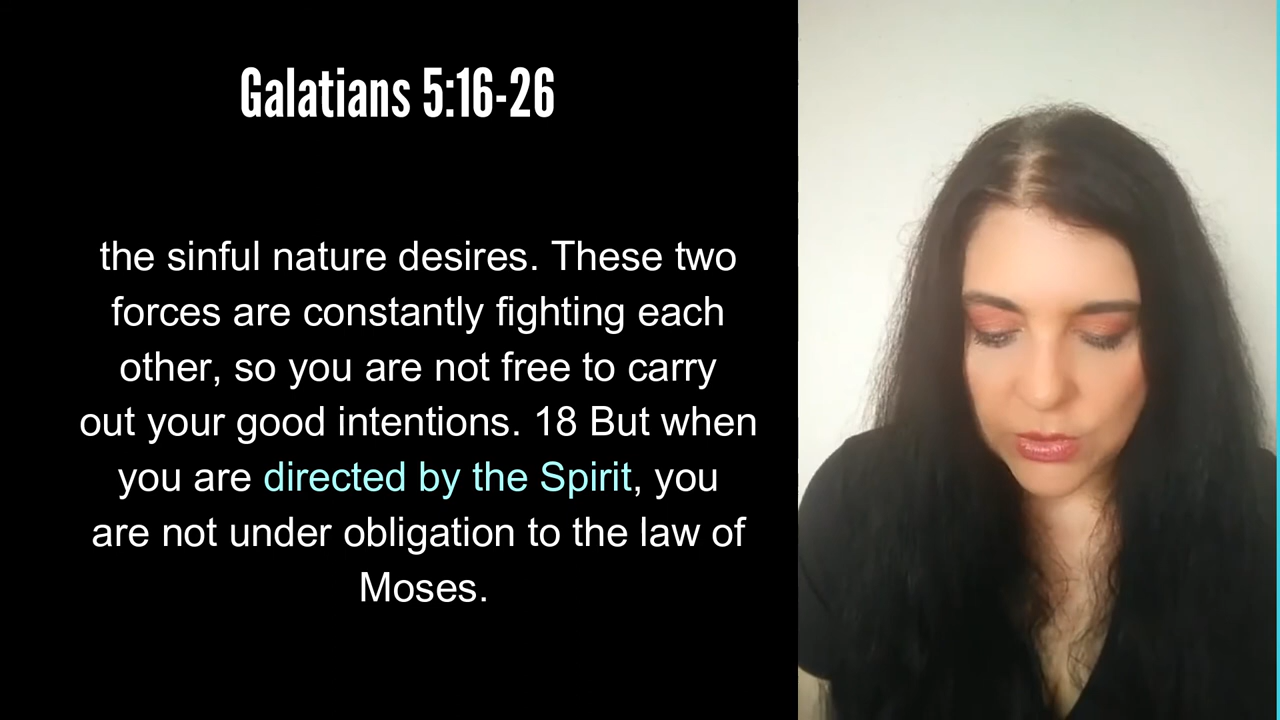 Galatians 5:16-26
the sinful nature desires. These two
forces are constantly fighting each
other, so you are not free to carry
out your good intentions. 18 But when
you are directed by the Spirit, you
are not under obligation to the law of
Moses.